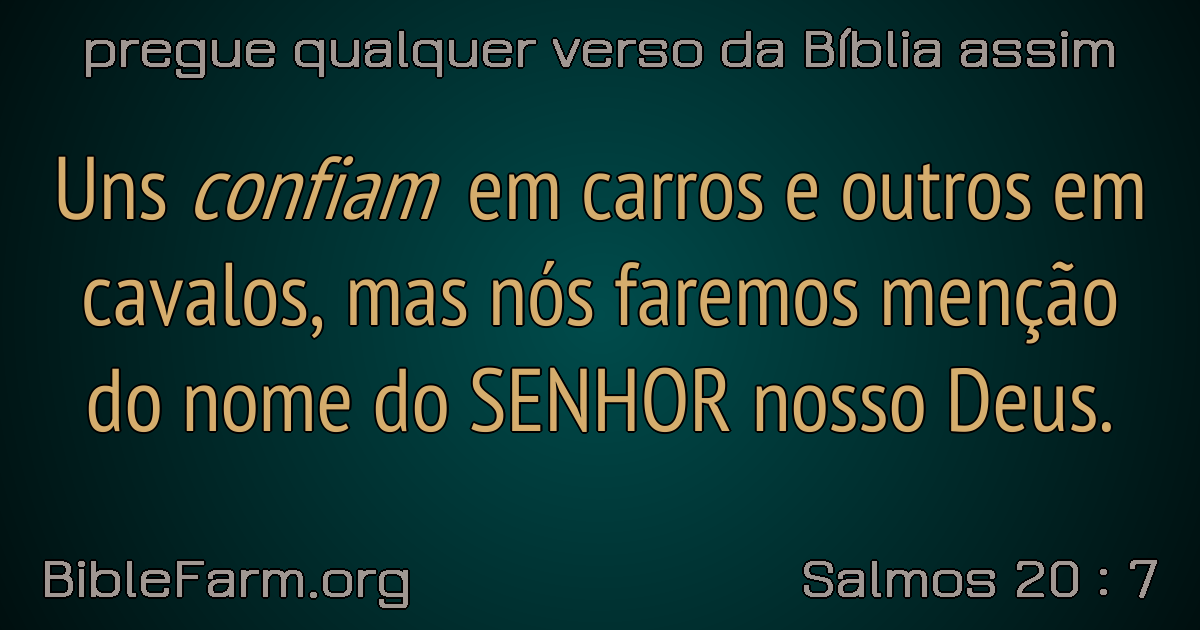 pregue qualquer verso da Bíblia assim
Uns confiam em carros e outros em
cavalos, mas nós faremos menção
do nome do SENHOR nosso Deus.
BibleFarm.org
Salmos 20 : 7